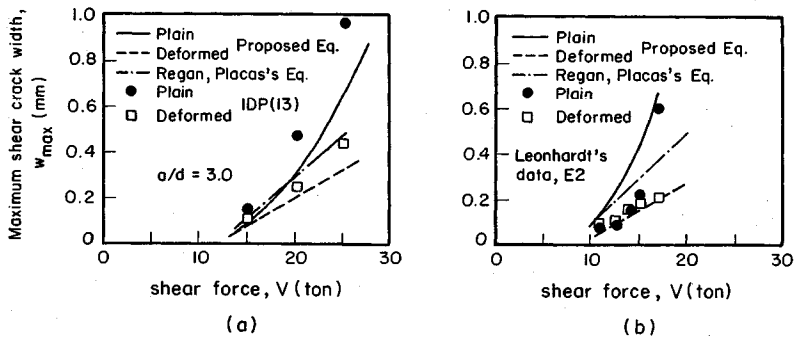 Maximum shear crack width,
w max (mm)
1.0
0.8
0.6
0.4
0.2
0
Plain
Deformed
Proposed Eq.
Regan, Placas's Eq.
Plain
Deformed
IDP(13)
a/d = 3.0
0 10 20 30
shear force, V (ton)
(a)
1.0
0.8
0.6
0.4
0.2
0
Plain
Deformed
Proposed Eq.
Regan, Placas's Eq.
Plain
Deformed
Leonhardt's
data, E2
0 10 20 30
shear force, V (ton)
(b)